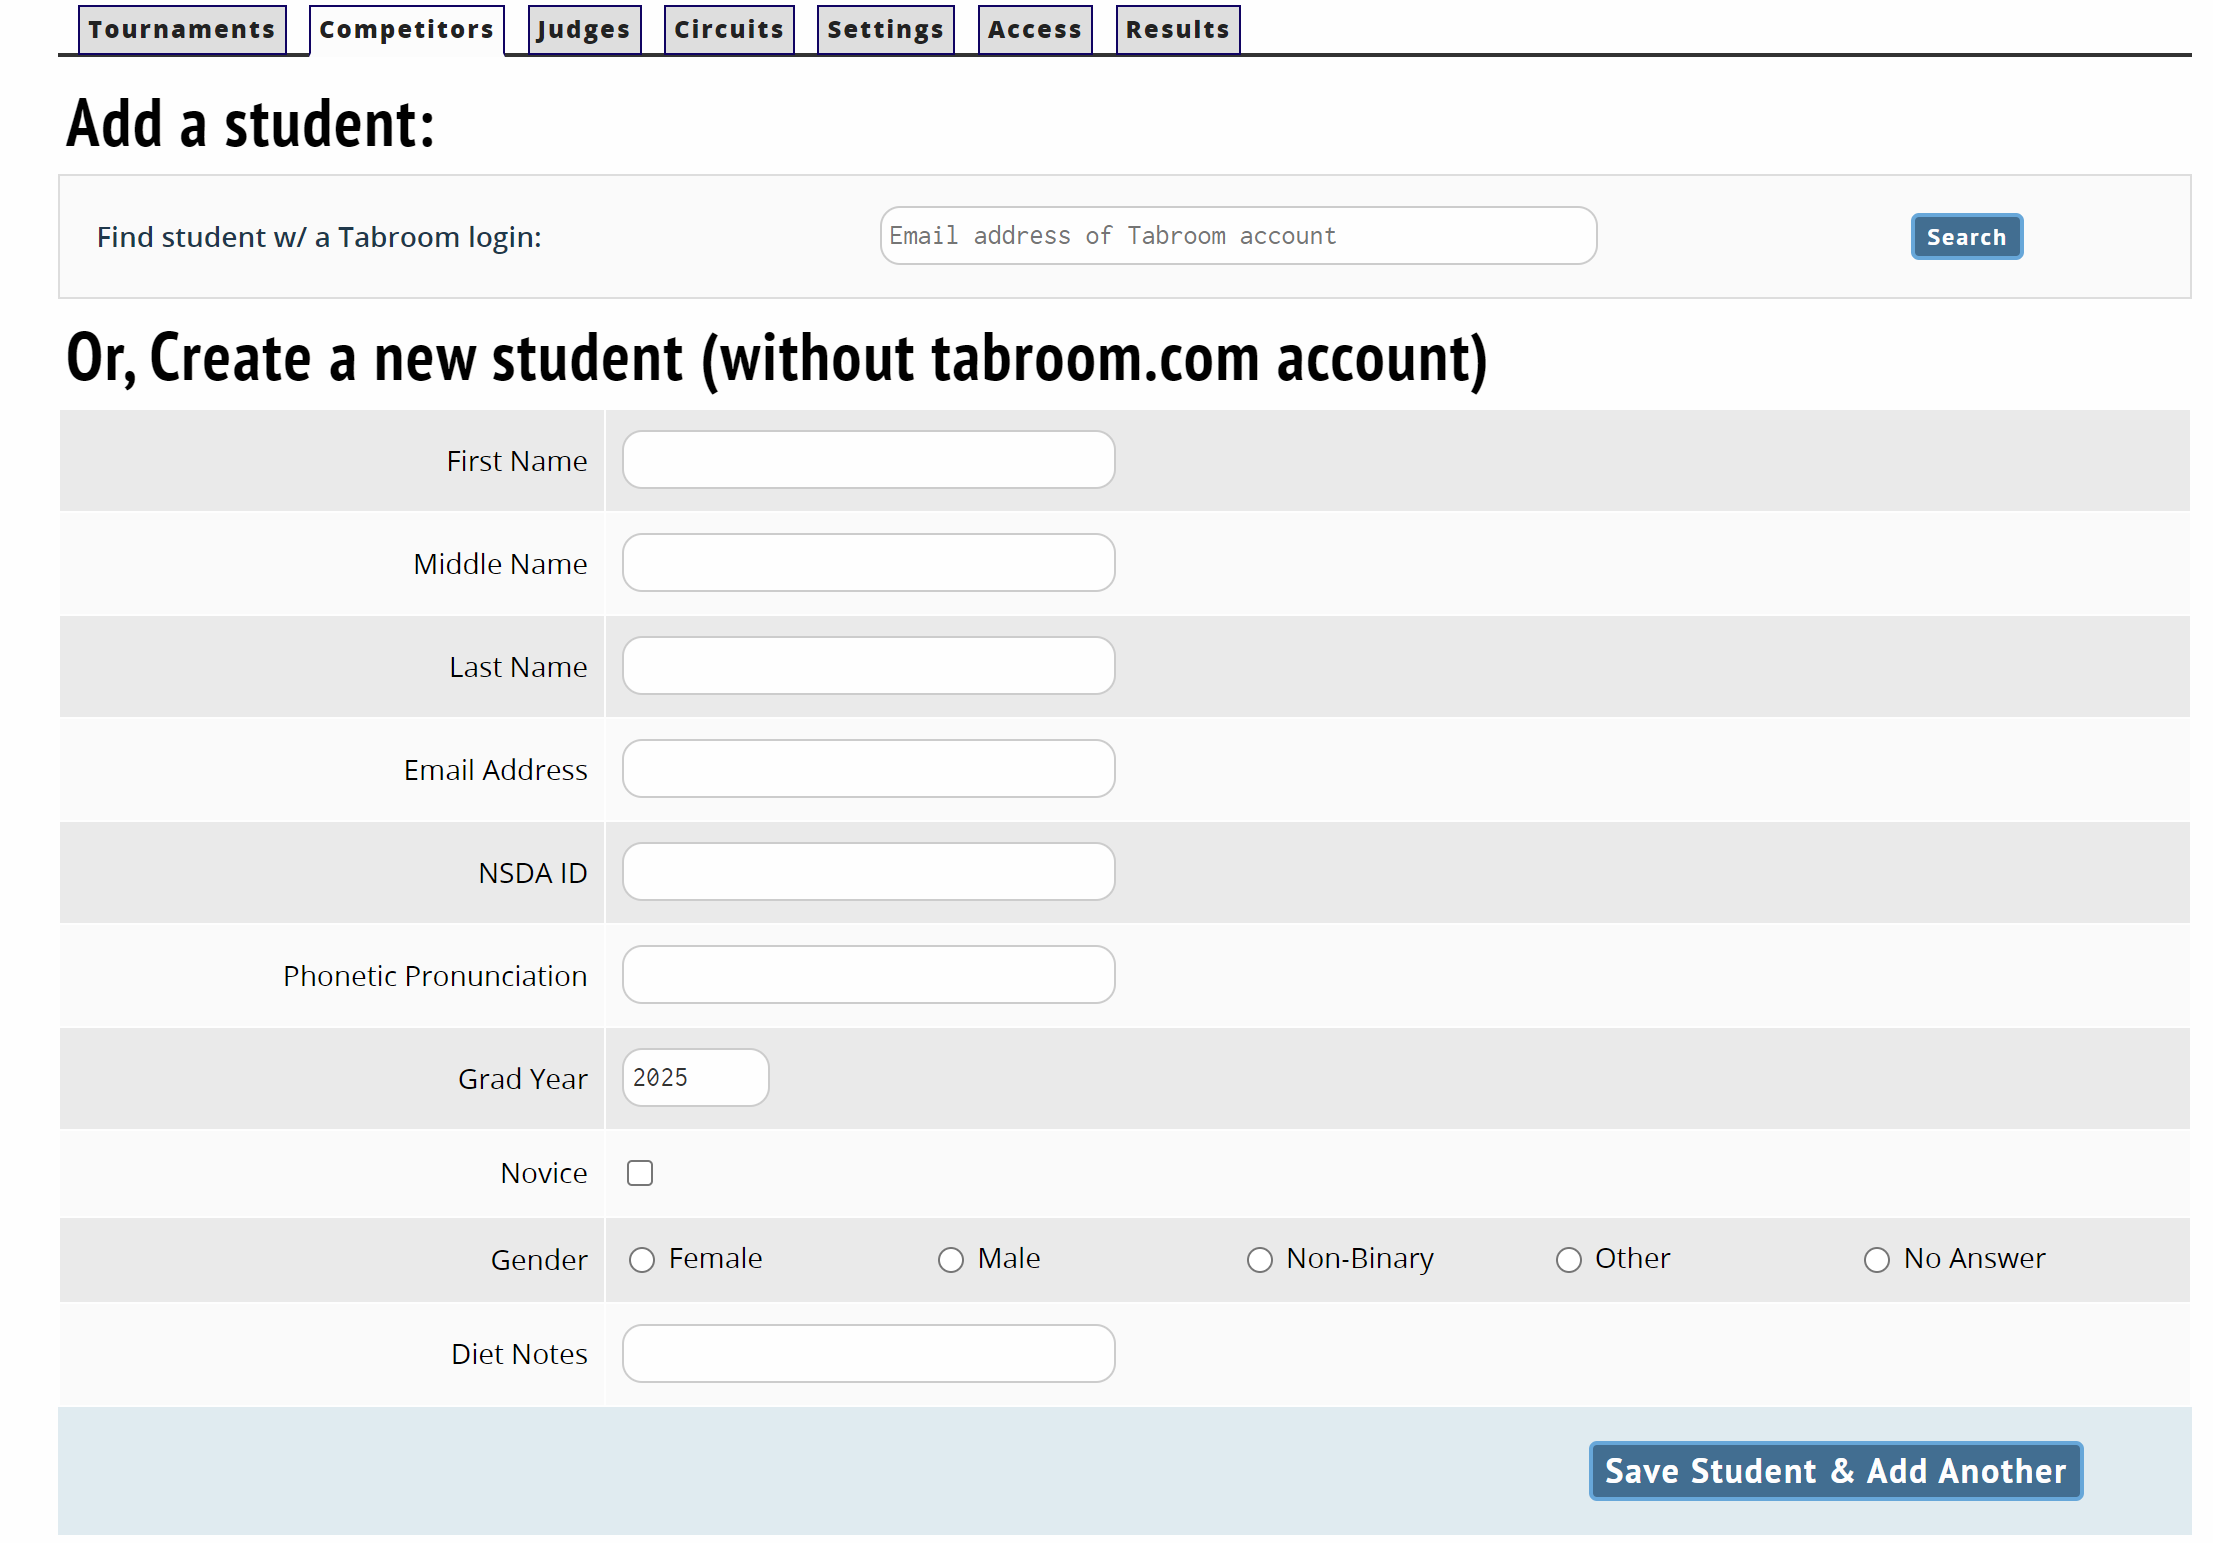 Tournaments Competitors Judges Circuits Settings Access Results
Add a student:
Find student w/ a Tabroom login: Email address of Tabroom account Search
Or, Create a new student (without tabroom.com account)
First Name
Middle Name
Last Name
Email Address
NSDA ID
Phonetic Pronunciation
Grad Year 2025
Novice
Gender Female Male Non-Binary Other No Answer
Diet Notes
Save Student & Add Another